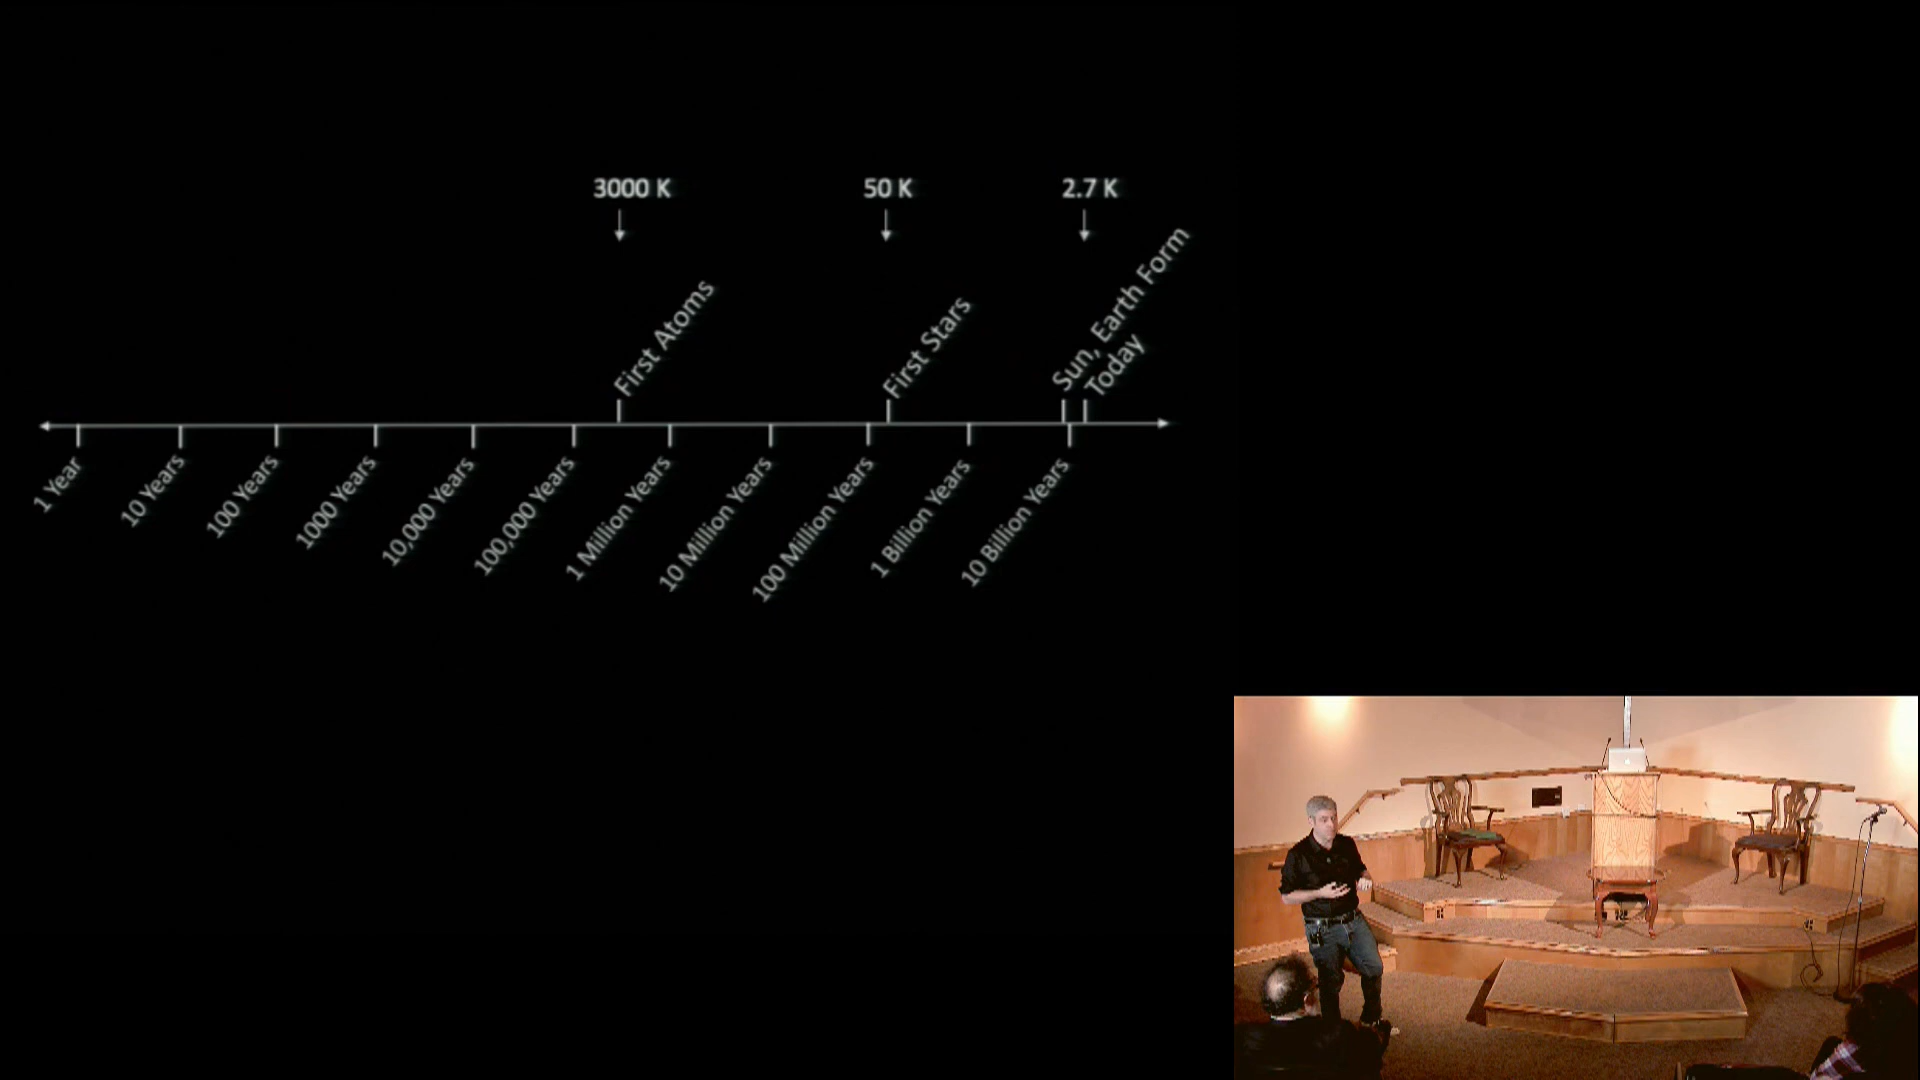 3000 K
50 K
2.7 K
First Atoms
First Stars
Sun, Earth Form
Today
1 Year
10 Years
100 Years
1000 Years
10,000 Years
100,000 Years
1 Million Years
10 Million Years
100 Million Years
1 Billion Years
10 Billion Years